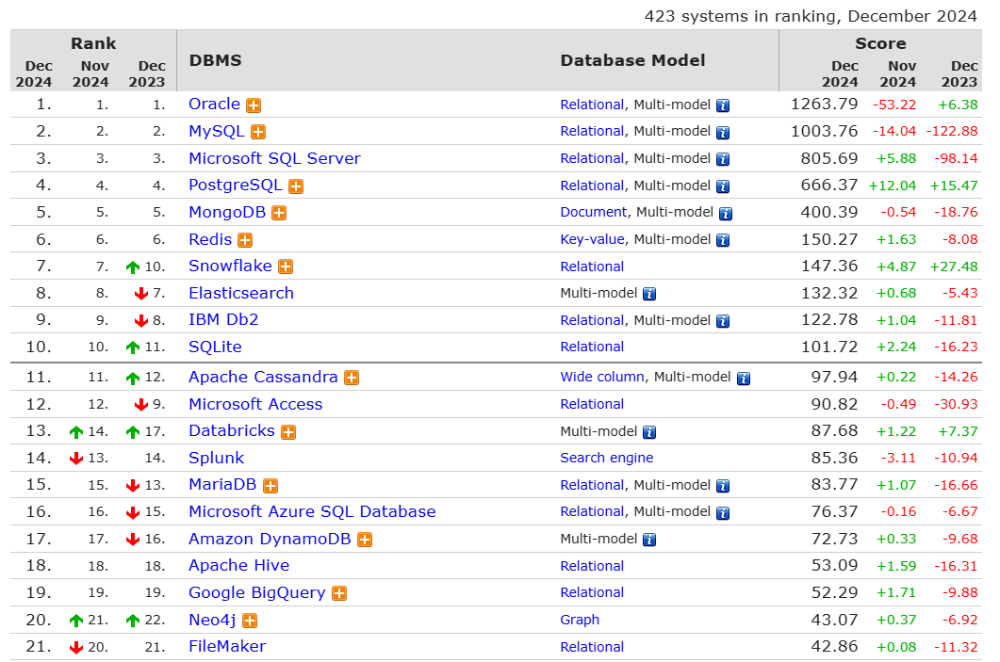 423 systems in ranking, December 2024
Rank DBMS Database Model Score
Dec 2024 Nov 2024 Dec 2023 Dec 2024 Nov 2024 Dec 2023
1. 1. 1. Oracle Relational, Multi-model 1263.79 -53.22 +6.38
2. 2. 2. MySQL Relational, Multi-model 1003.76 -14.04 -122.88
3. 3. 3. Microsoft SQL Server Relational, Multi-model 805.69 +5.88 -98.14
4. 4. 4. PostgreSQL Relational, Multi-model 666.37 +12.04 +15.47
5. 5. 5. MongoDB Document, Multi-model 400.39 -0.54 -18.76
6. 6. 6. Redis Key-value, Multi-model 150.27 +1.63 -8.08
7. 7. 10. Snowflake Relational 147.36 +4.87 +27.48
8. 8. 7. Elasticsearch Multi-model 132.32 +0.68 -5.43
9. 9. 8. IBM Db2 Relational, Multi-model 122.78 +1.04 -11.81
10. 10. 11. SQLite Relational 101.72 +2.24 -16.23
11. 11. 12. Apache Cassandra Wide column, Multi-model 97.94 +0.22 -14.26
12. 12. 9. Microsoft Access Relational 90.82 -0.49 -30.93
13. 14. 17. Databricks Multi-model 87.68 +1.22 +7.37
14. 13. 14. Splunk Search engine 85.36 -3.11 -10.94
15. 15. 13. MariaDB Relational, Multi-model 83.77 +1.07 -16.66
16. 16. 15. Microsoft Azure SQL Database Relational, Multi-model 76.37 -0.16 -6.67
17. 17. 16. Amazon DynamoDB Multi-model 72.73 +0.33 -9.68
18. 18. 18. Apache Hive Relational 53.09 +1.59 -16.31
19. 19. 19. Google BigQuery Relational 52.29 +1.71 -9.88
20. 21. 22. Neo4j Graph 43.07 +0.37 -6.92
21. 20. 21. FileMaker Relational 42.86 +0.08 -11.32